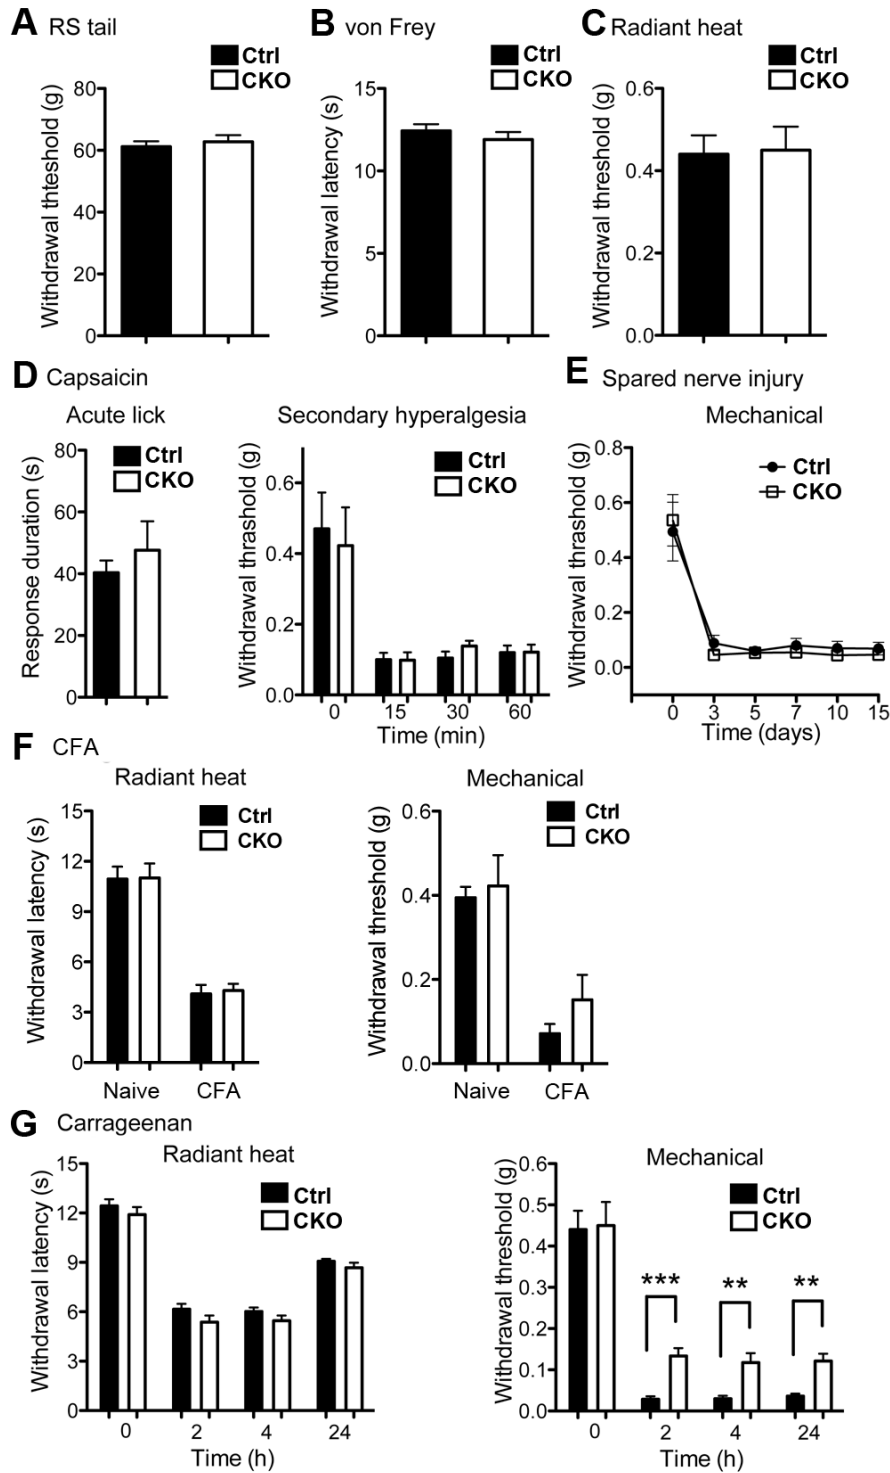 A RS tail
Ctrl
CKO
Withdrawal thteshold (g)
80
60
40
20
0
B von Frey
Ctrl
CKO
Withdrawal latency (s)
15
10
5
0
C Radiant heat
Ctrl
CKO
Withdrawal threshold (g)
0.6
0.4
0.2
0.0
D Capsaicin
Acute lick
Ctrl
CKO
Response duration (s)
80
60
40
20
0
Secondary hyperalgesia
Ctrl
CKO
Withdrawal thrashold (g)
0.6
0.4
0.2
0.0
0 15 30 60
Time (min)
E Spared nerve injury
Mechanical
Ctrl
CKO
Withdrawal thrashold (g)
0.8
0.6
0.4
0.2
0.0
0 3 5 7 10 15
Time (days)
F CFA
Radiant heat
Ctrl
CKO
Withdrawal latency (s)
15
12
9
6
3
0
Naive CFA
Mechanical
Ctrl
CKO
Withdrawal threshold (g)
0.6
0.4
0.2
0.0
Naive CFA
G Carrageenan
Radiant heat
Ctrl
CKO
Withdrawal latency (s)
15
12
9
6
3
0
0 2 4 24
Time (h)
Mechanical
Ctrl
CKO
Withdrawal threshold (g)
0.6
0.5
0.4
0.3
0.2
0.1
0.0
*** ** **
0 2 4 24
Time (h)